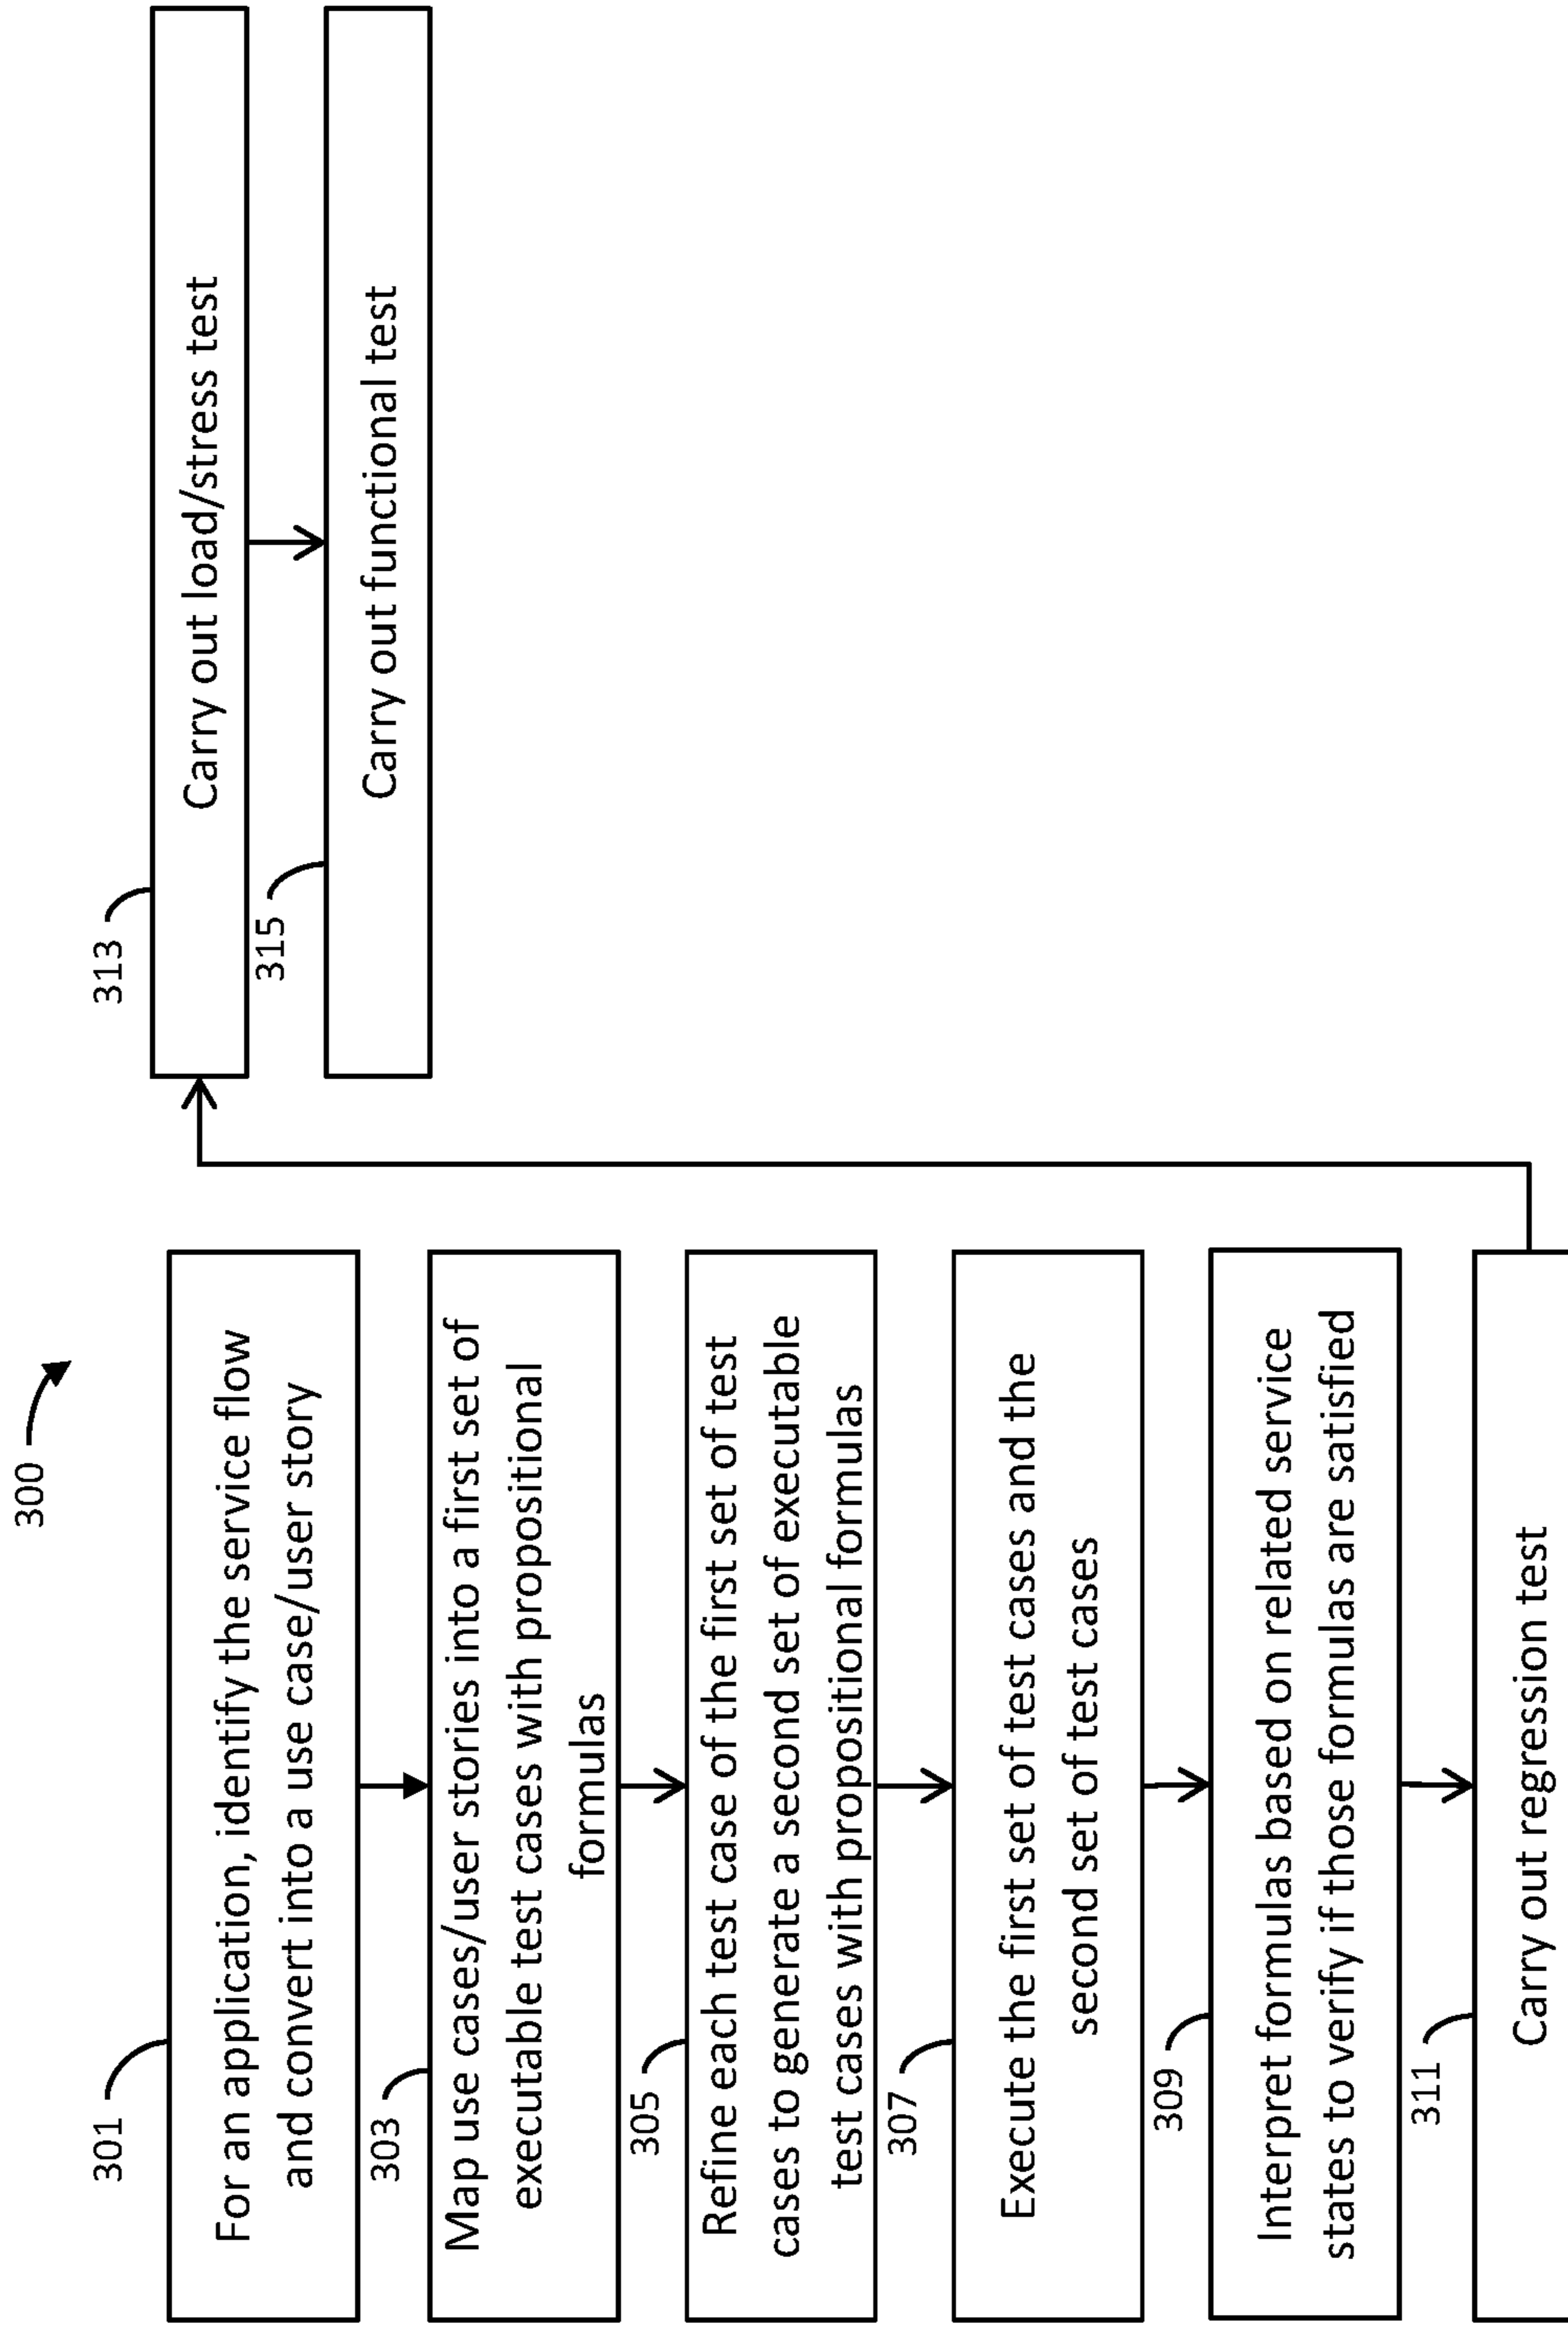 300
301
For an application, identify the service flow
and convert into a use case/user story
303
Map use cases/user stories into a first set of
executable test cases with propositional
formulas
305
Refine each test case of the first set of test
cases to generate a second set of executable
test cases with propositional formulas
307
Execute the first set of test cases and the
second set of test cases
309
Interpret formulas based on related service
states to verify if those formulas are satisfied
311
Carry out regression test
313
Carry out load/stress test
315
Carry out functional test